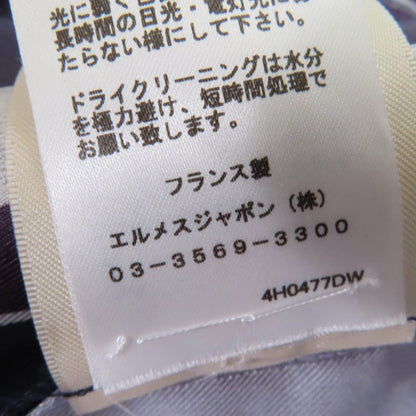 光に
長時間の日光・電灯光に
たらない様にして下さい。
ドライクリーニングは水分
を極力避け、短時間処理で
お願い致します。
フランス製
エルメスジャポン（株）
03-3569-3300
4H0477DW